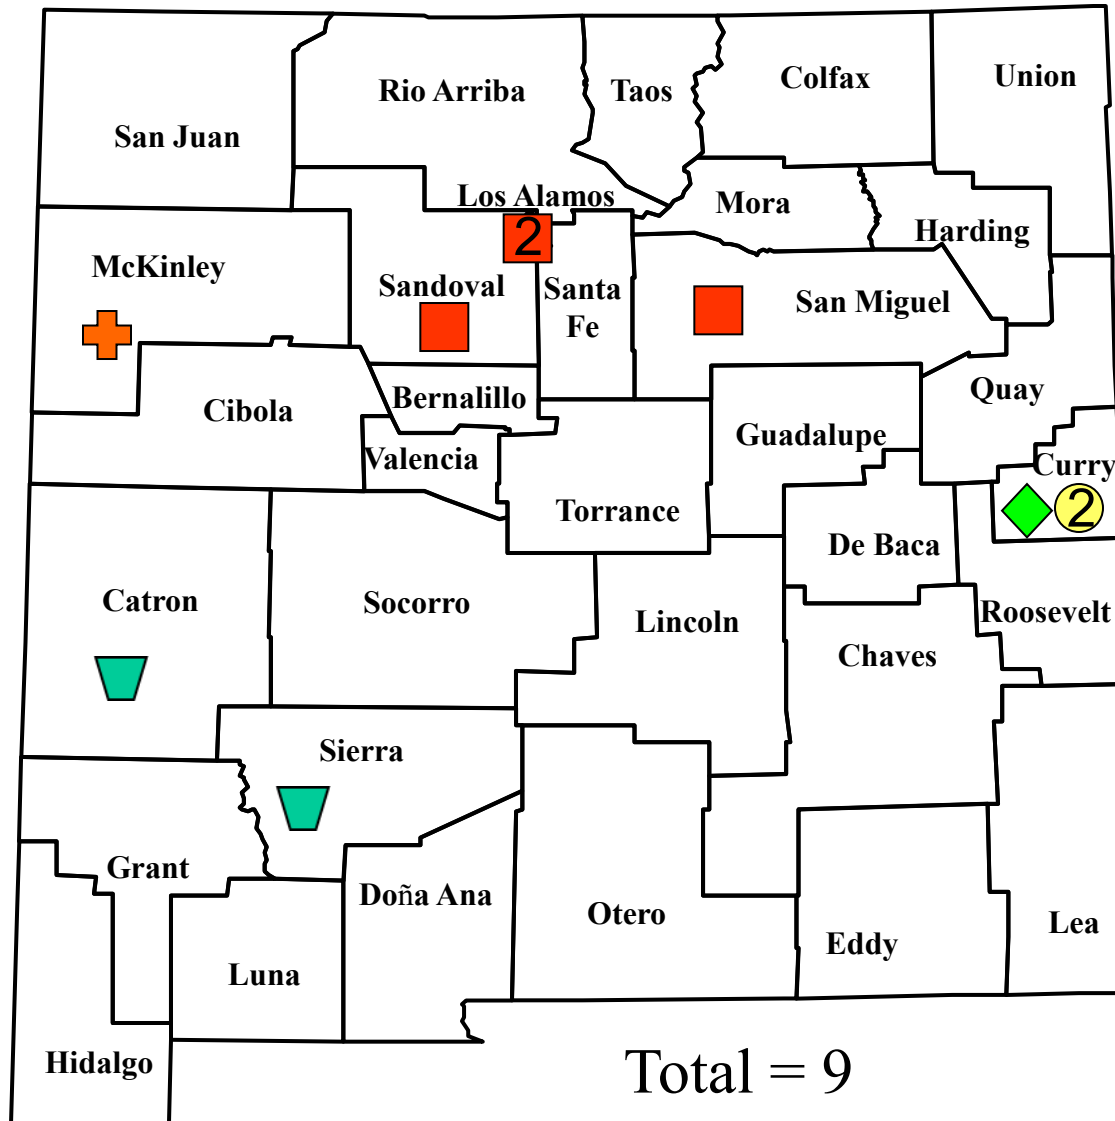 Rio Arriba
Taos
Colfax
Union
San Juan
Los Alamos
Mora
Harding
2
McKinley
Sandoval
Santa
Fe
San Miguel
Cibola
Bernalillo
Quay
Valencia
Guadalupe
Curry
Torrance
2
De Baca
Catron
Socorro
Lincoln
Roosevelt
Chaves
Sierra
Grant
Doña Ana
Otero
Eddy
Lea
Luna
Hidalgo
Total = 9